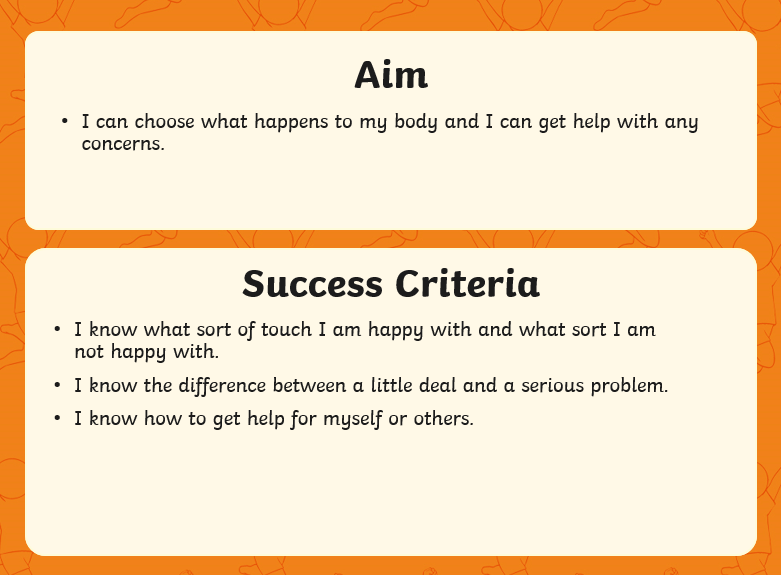 Aim
• I can choose what happens to my body and I can get help with any
concerns.
Success Criteria
• I know what sort of touch I am happy with and what sort I am
not happy with.
• I know the difference between a little deal and a serious problem.
• I know how to get help for myself or others.